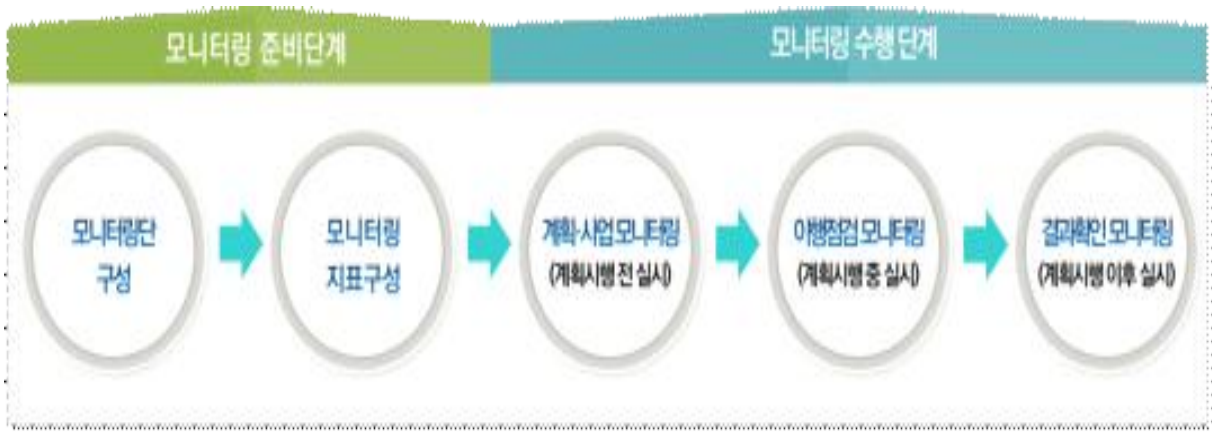 모니터링 준비단계
모니터링 수행 단계
모니터링단
구성
모니터링
지표구성
계획·사업 모니터링
(계획시행 전 실시)
이행점검 모니터링
(계획시행 중 실시)
결과확인 모니터링
(계획시행 이후 실시)